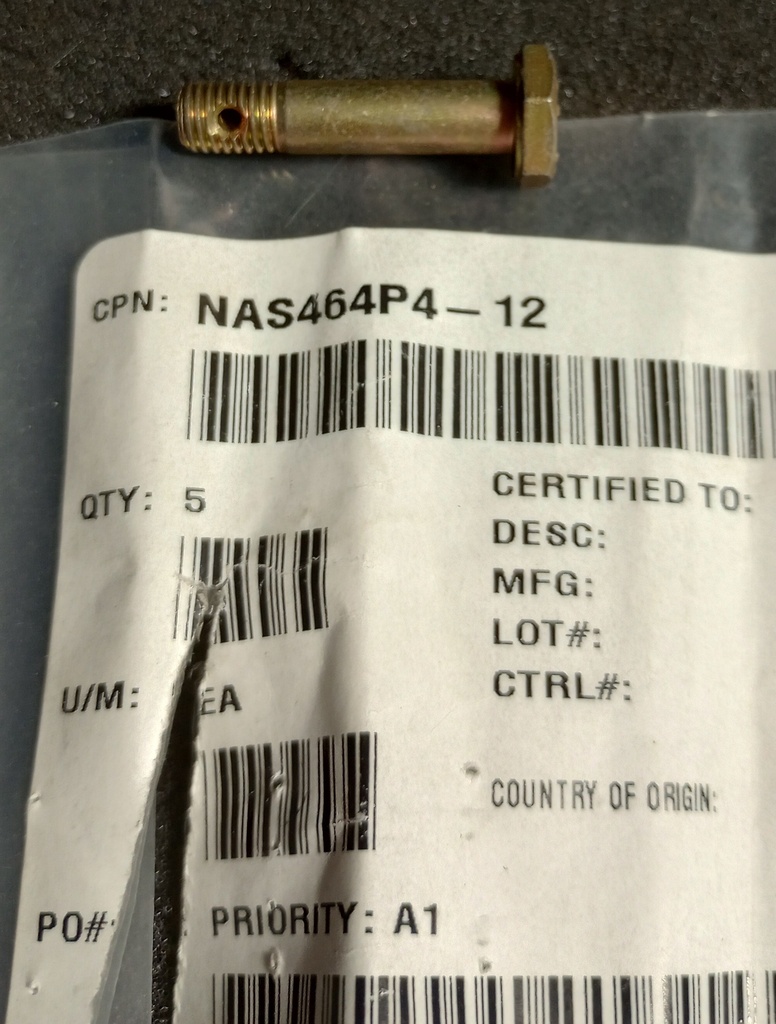 CPN: NAS464P4-12
QTY: 5
CERTIFIED TO:
DESC:
MFG:
LOT#:
U/M: EA
CTRL#:
COUNTRY OF ORIGIN:
PO#:
PRIORITY: A1